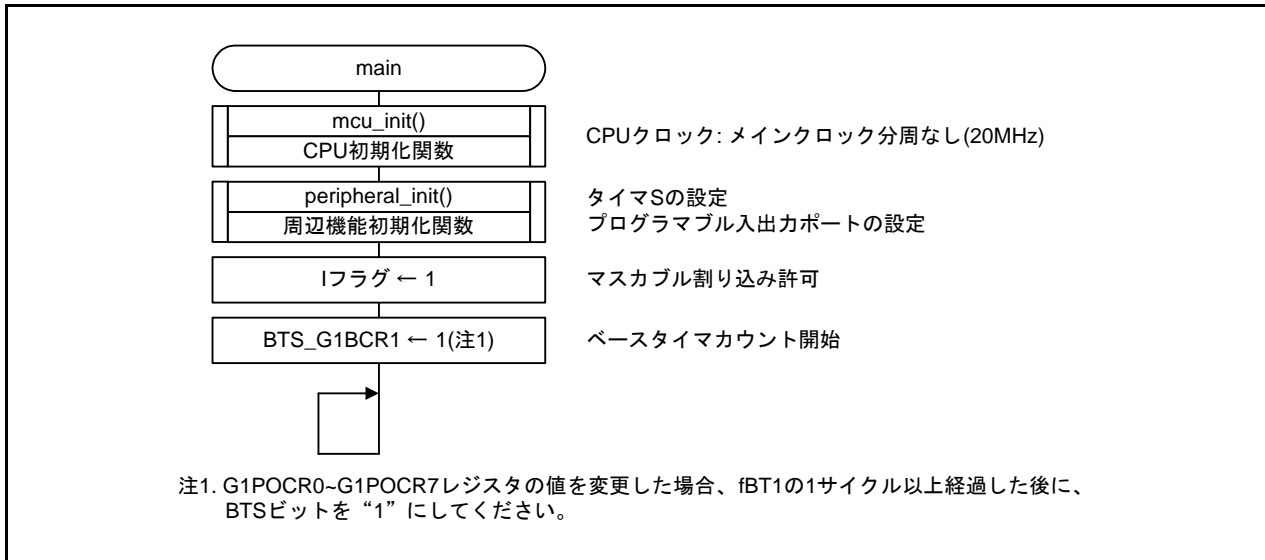 main
mcu_init()
CPU初期化関数
CPUクロック: メインクロック分周なし(20MHz)
peripheral_init()
周辺機能初期化関数
タイマSの設定
プログラマブル入出力ポートの設定
Iフラグ ← 1
マスカブル割り込み許可
BTS_G1BCR1 ← 1(注1)
ベースタイマカウント開始
注1. G1POCR0~G1POCR7レジスタの値を変更した場合、fBT1の1サイクル以上経過した後に、
BTSビットを“1”にしてください。